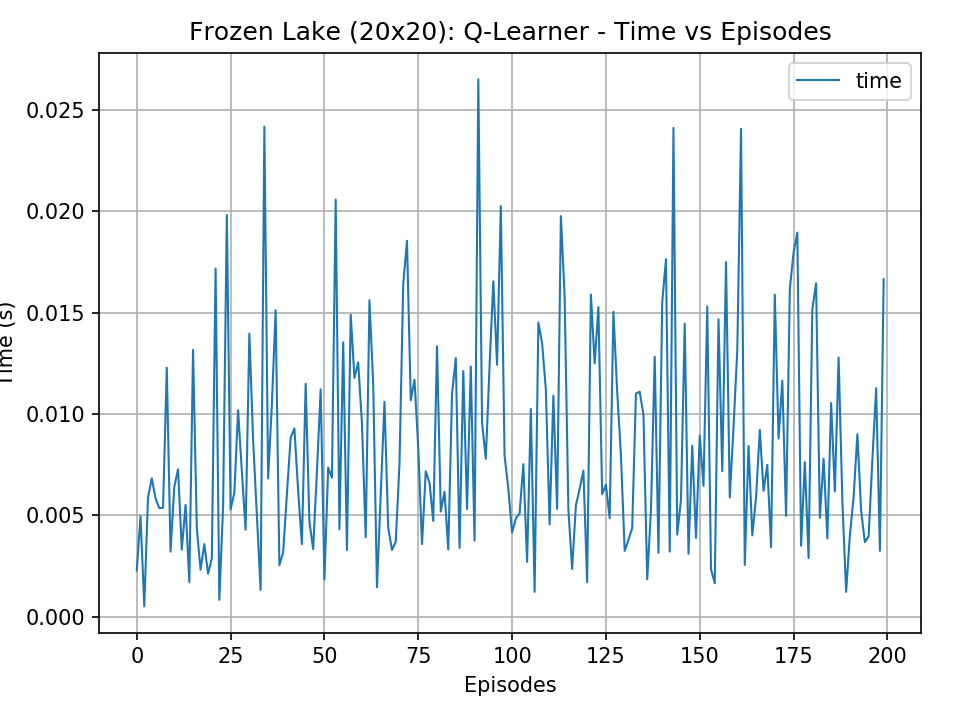 Frozen Lake (20x20): Q-Learner - Time vs Episodes
time
0.025
0.020
0.015
0.010
0.005
0.000
Time (s)
0 25 50 75 100 125 150 175 200
Episodes